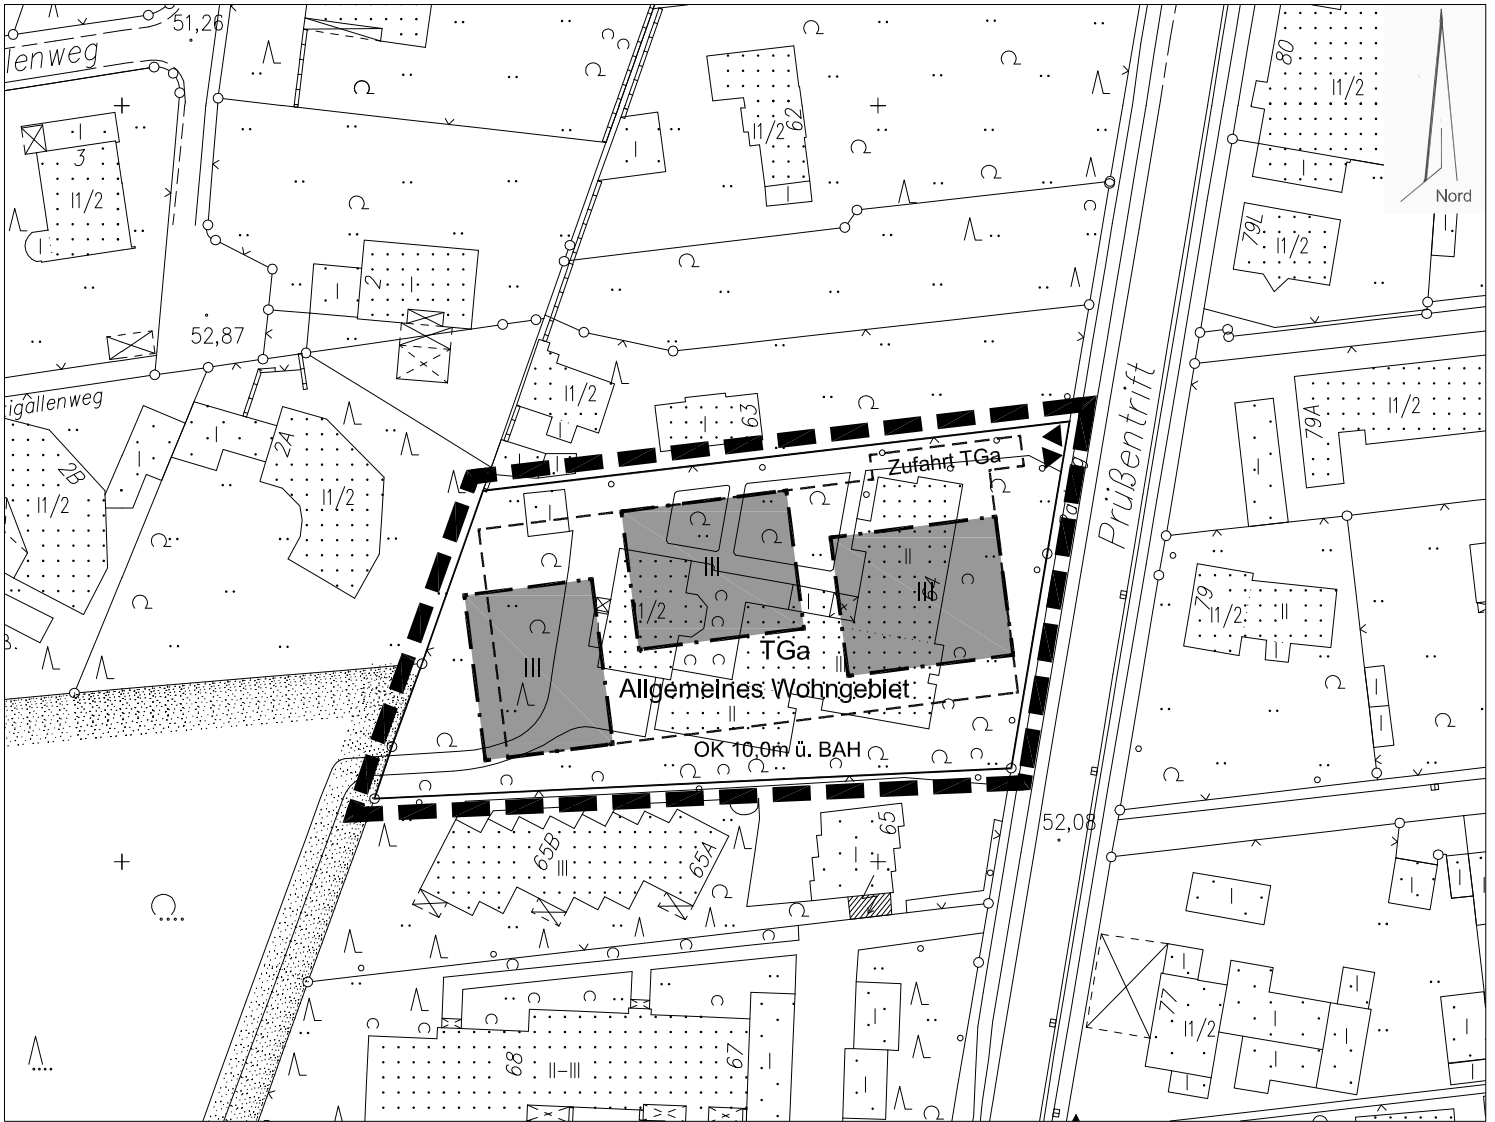 51,26
lenweg
80
I1/2
62
I1/2
3
I1/2
Nord
79L
I1/2
2
I
52,87
Prüßentrift
I1/2
igallenweg
63
I
79A
I1/2
2A
2B
I1/2
I1/2
Zufahrt TGa
II
III
III
64
1/2
79
I1/2
II
TGa
III
Allgemeines Wohngebiet
II
II
OK 10,0m ü. BAH
52,08
65
I
65B
65A
III
77
I1/2
68
II-III
67